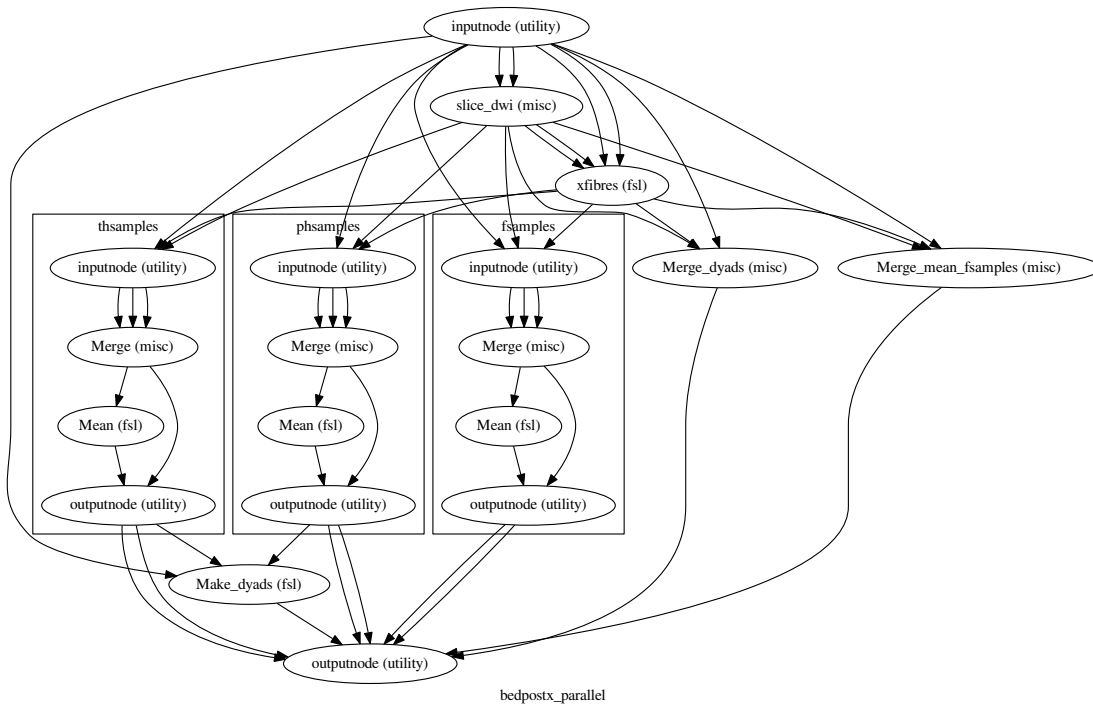 inputnode (utility)
slice_dwi (misc)
xfibres (fsl)
thsamples
phsamples
fsamples
inputnode (utility)
inputnode (utility)
inputnode (utility)
Merge_dyads (misc)
Merge_mean_fsamples (misc)
Merge (misc)
Merge (misc)
Merge (misc)
Mean (fsl)
Mean (fsl)
Mean (fsl)
outputnode (utility)
outputnode (utility)
outputnode (utility)
Make_dyads (fsl)
outputnode (utility)
bedpostx_parallel